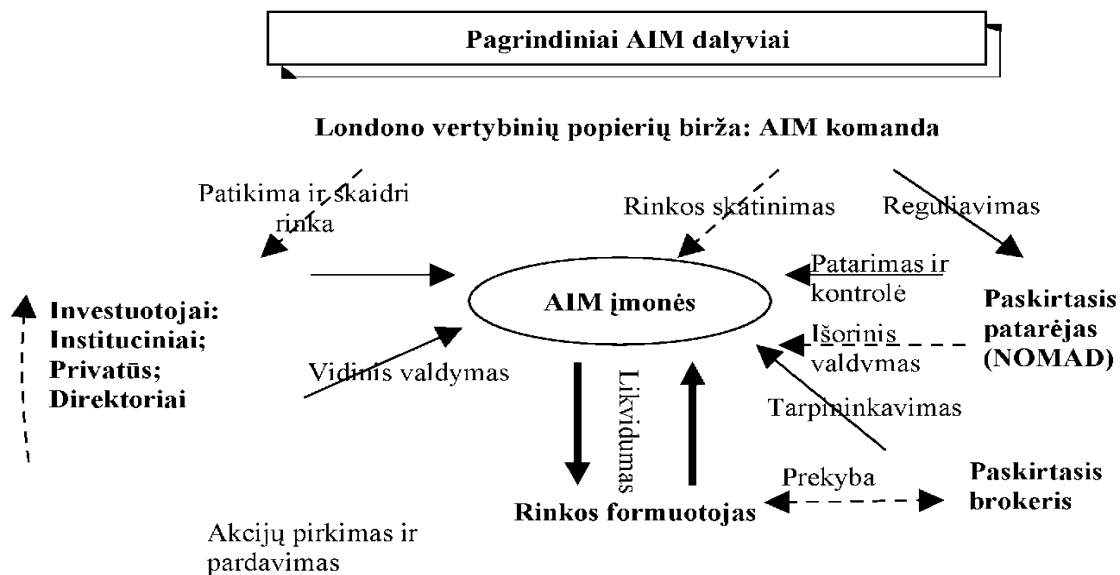 Pagrindiniai AIM dalyviai
Londono vertybinių popierių birža: AIM komanda
Patikima ir skaidri
rinka
Rinkos skatinimas
Reguliavimas
AIM įmonės
Patarimas ir
kontrolė
Investuotojai:
Instituciniai;
Privatūs;
Direktoriai
Paskirtasis
patarėjas
(NOMAD)
Išorinis
valdymas
Vidinis valdymas
Likvidumas
Tarpininkavimas
Prekyba
Paskirtasis
brokeris
Rinkos formuotojas
Akcijų pirkimas ir
pardavimas